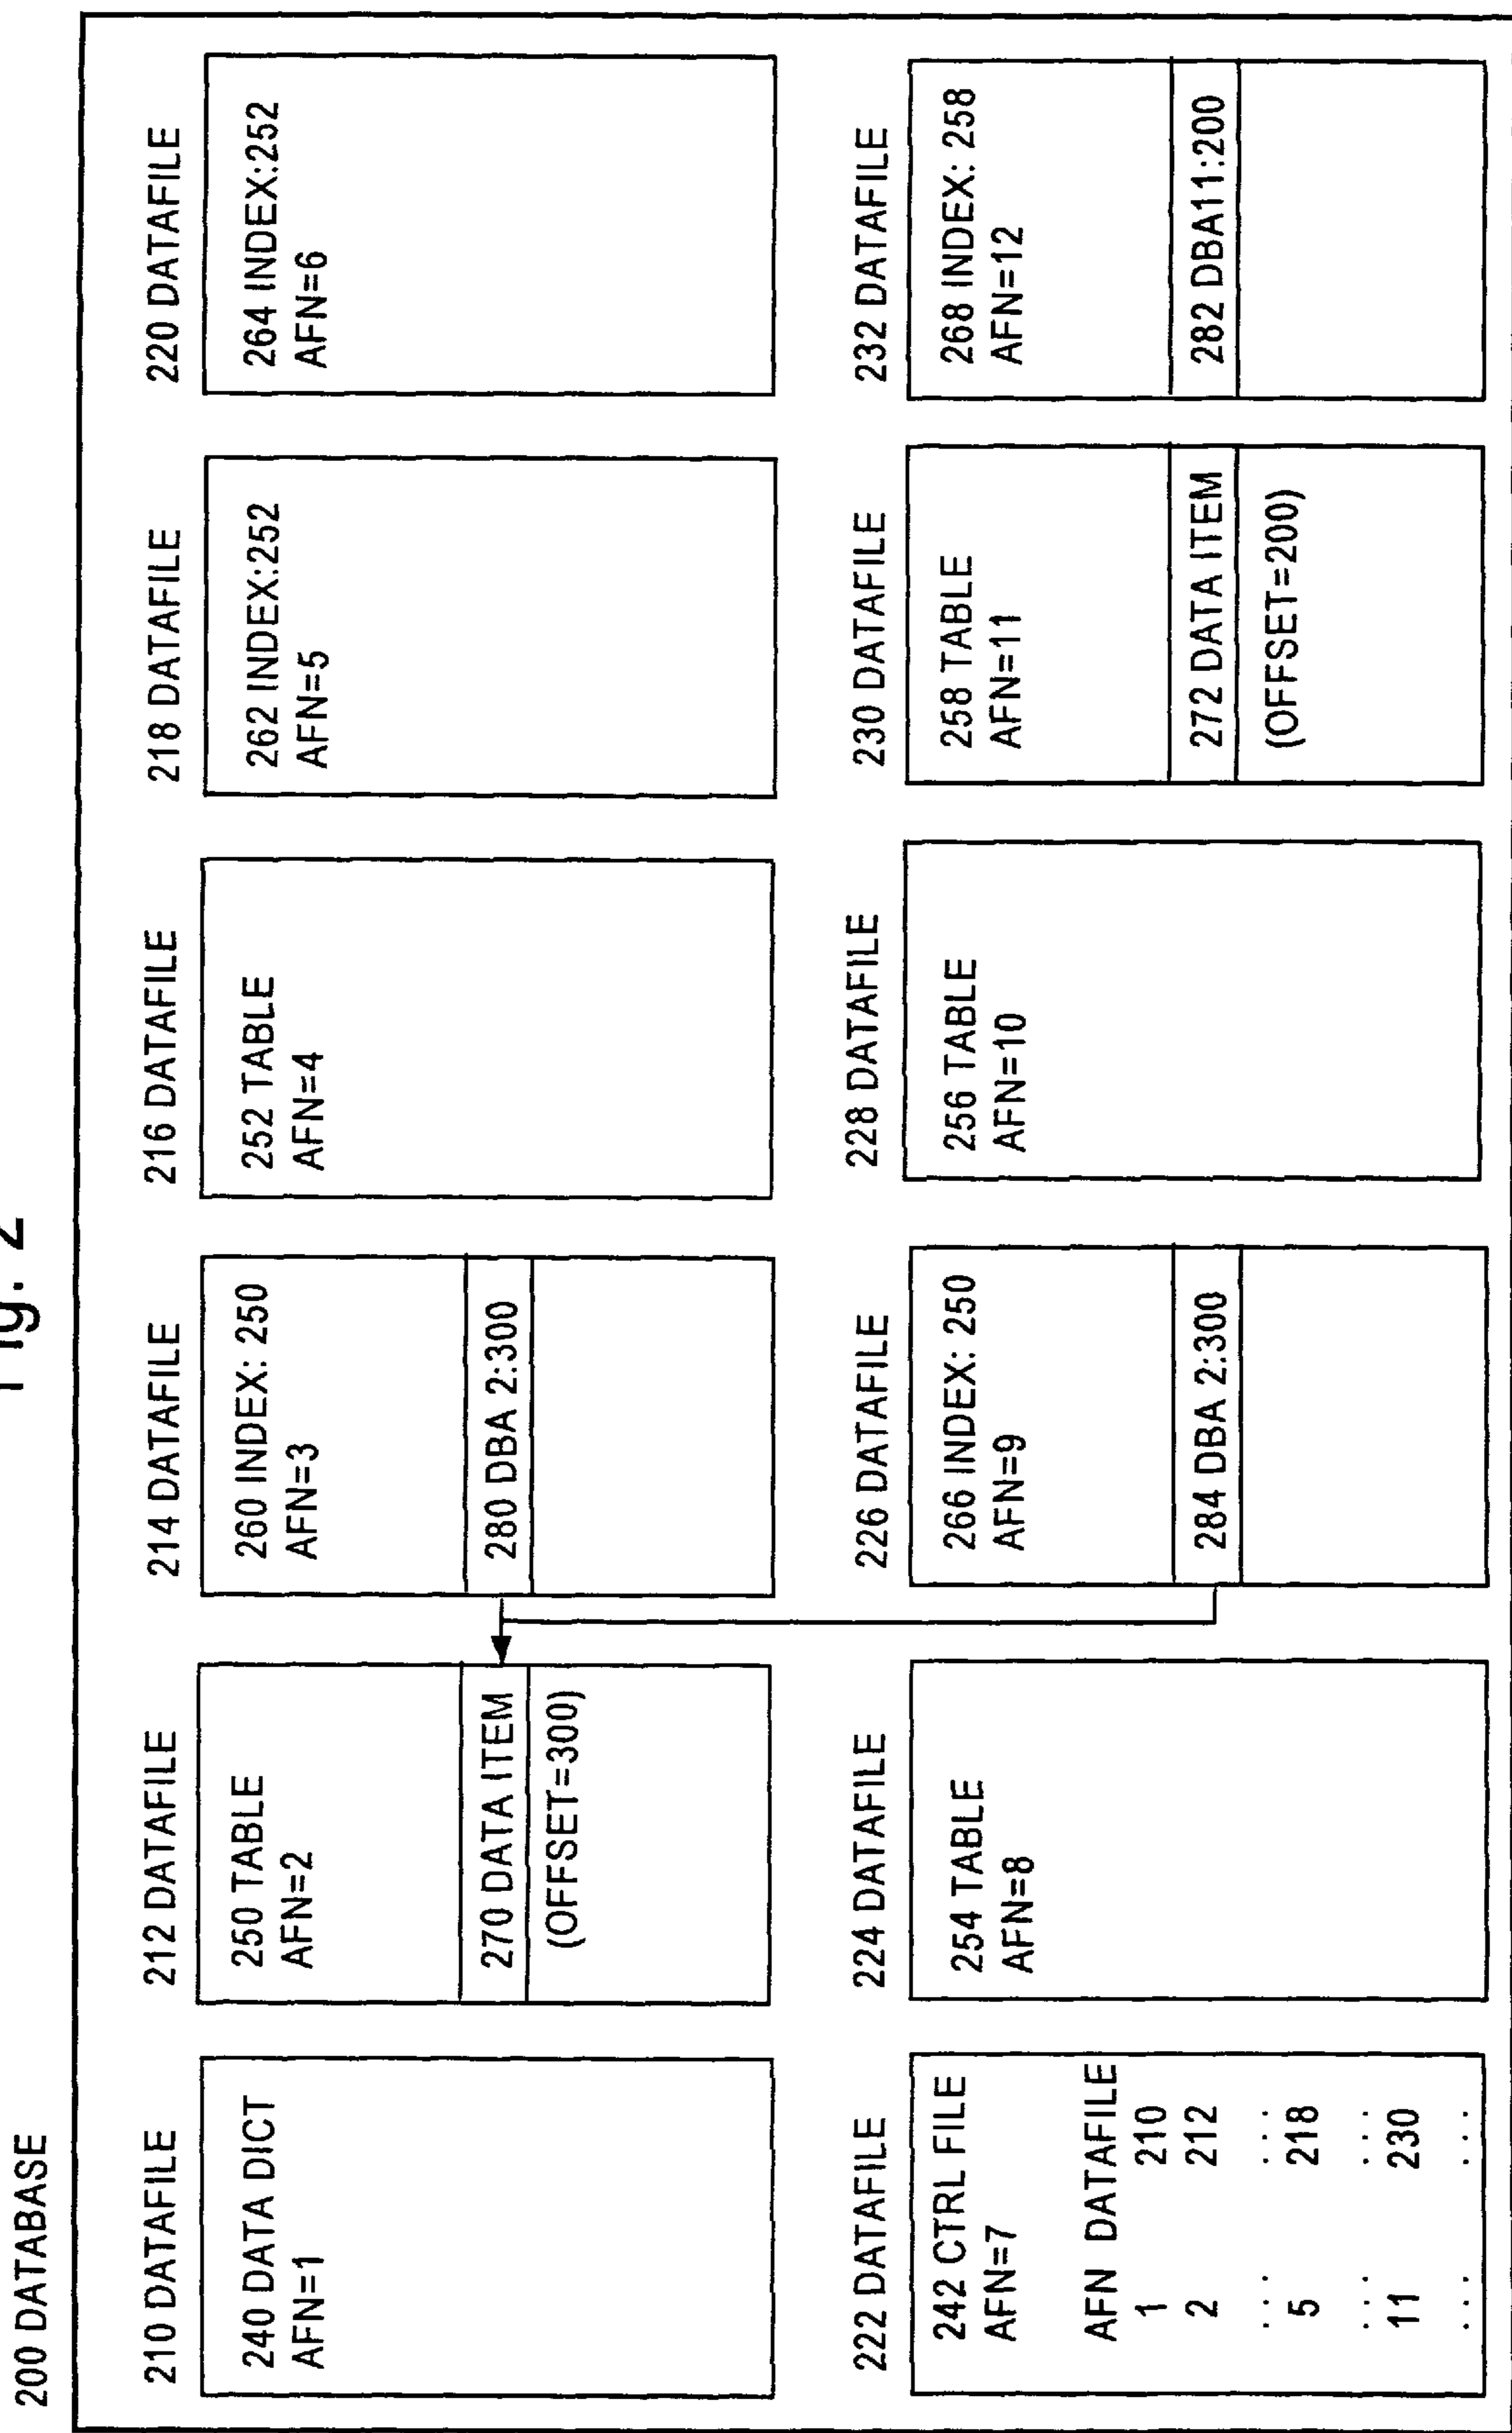 Fig. 2
200 DATABASE
210 DATAFILE
240 DATA DICT
AFN=1
212 DATAFILE
250 TABLE
AFN=2
270 DATA ITEM
(OFFSET=300)
214 DATAFILE
260 INDEX: 250
AFN=3
280 DBA 2:300
216 DATAFILE
252 TABLE
AFN=4
218 DATAFILE
262 INDEX:252
AFN=5
220 DATAFILE
264 INDEX:252
AFN=6
222 DATAFILE
242 CTRL FILE
AFN=7
AFN DATAFILE
1 210
2 212
... ...
5 218
... ...
11 230
... ...
224 DATAFILE
254 TABLE
AFN=8
226 DATAFILE
266 INDEX: 250
AFN=9
284 DBA 2:300
228 DATAFILE
256 TABLE
AFN=10
230 DATAFILE
258 TABLE
AFN=11
272 DATA ITEM
(OFFSET=200)
232 DATAFILE
268 INDEX: 258
AFN=12
282 DBA11:200